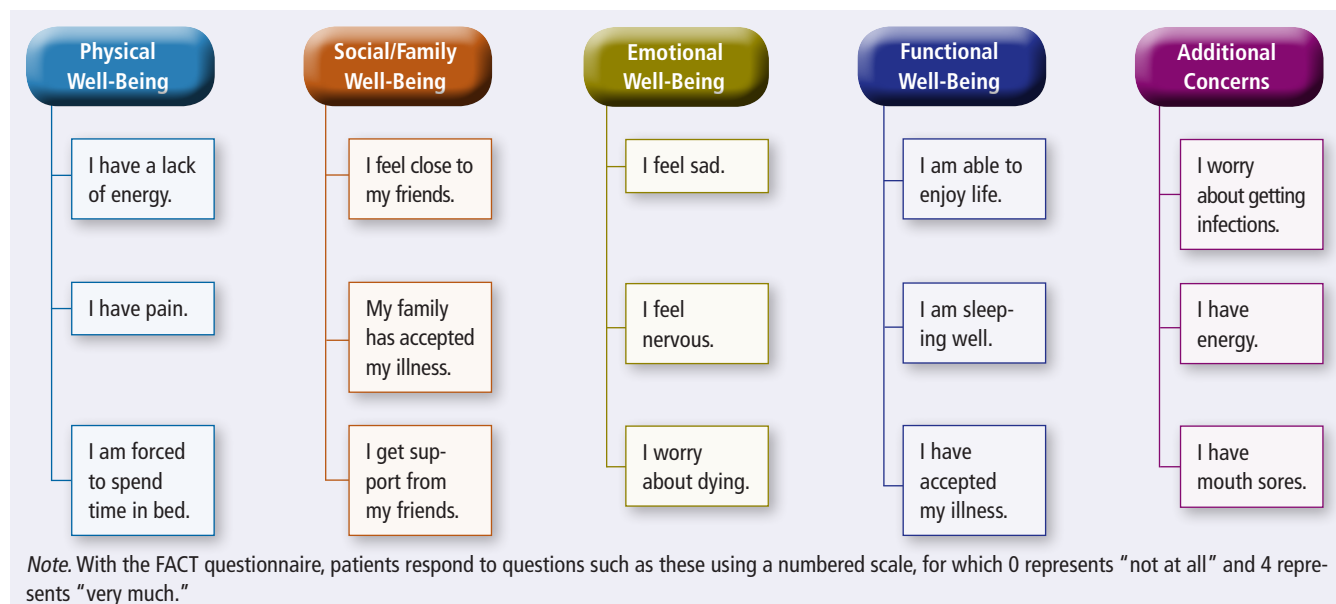 Physical
Well-Being
I have a lack
of energy.
I have pain.
I am forced
to spend
time in bed.
Social/Family
Well-Being
I feel close to
my friends.
My family
has accepted
my illness.
I get sup-
port from
my friends.
Emotional
Well-Being
I feel sad.
I feel
nervous.
I worry
about dying.
Functional
Well-Being
I am able to
enjoy life.
I am sleep-
ing well.
I have
accepted
my illness.
Additional
Concerns
I worry
about getting
infections.
I have
energy.
I have
mouth sores.
Note. With the FACT questionnaire, patients respond to questions such as these using a numbered scale, for which 0 represents “not at all” and 4 repre-
sents “very much.”